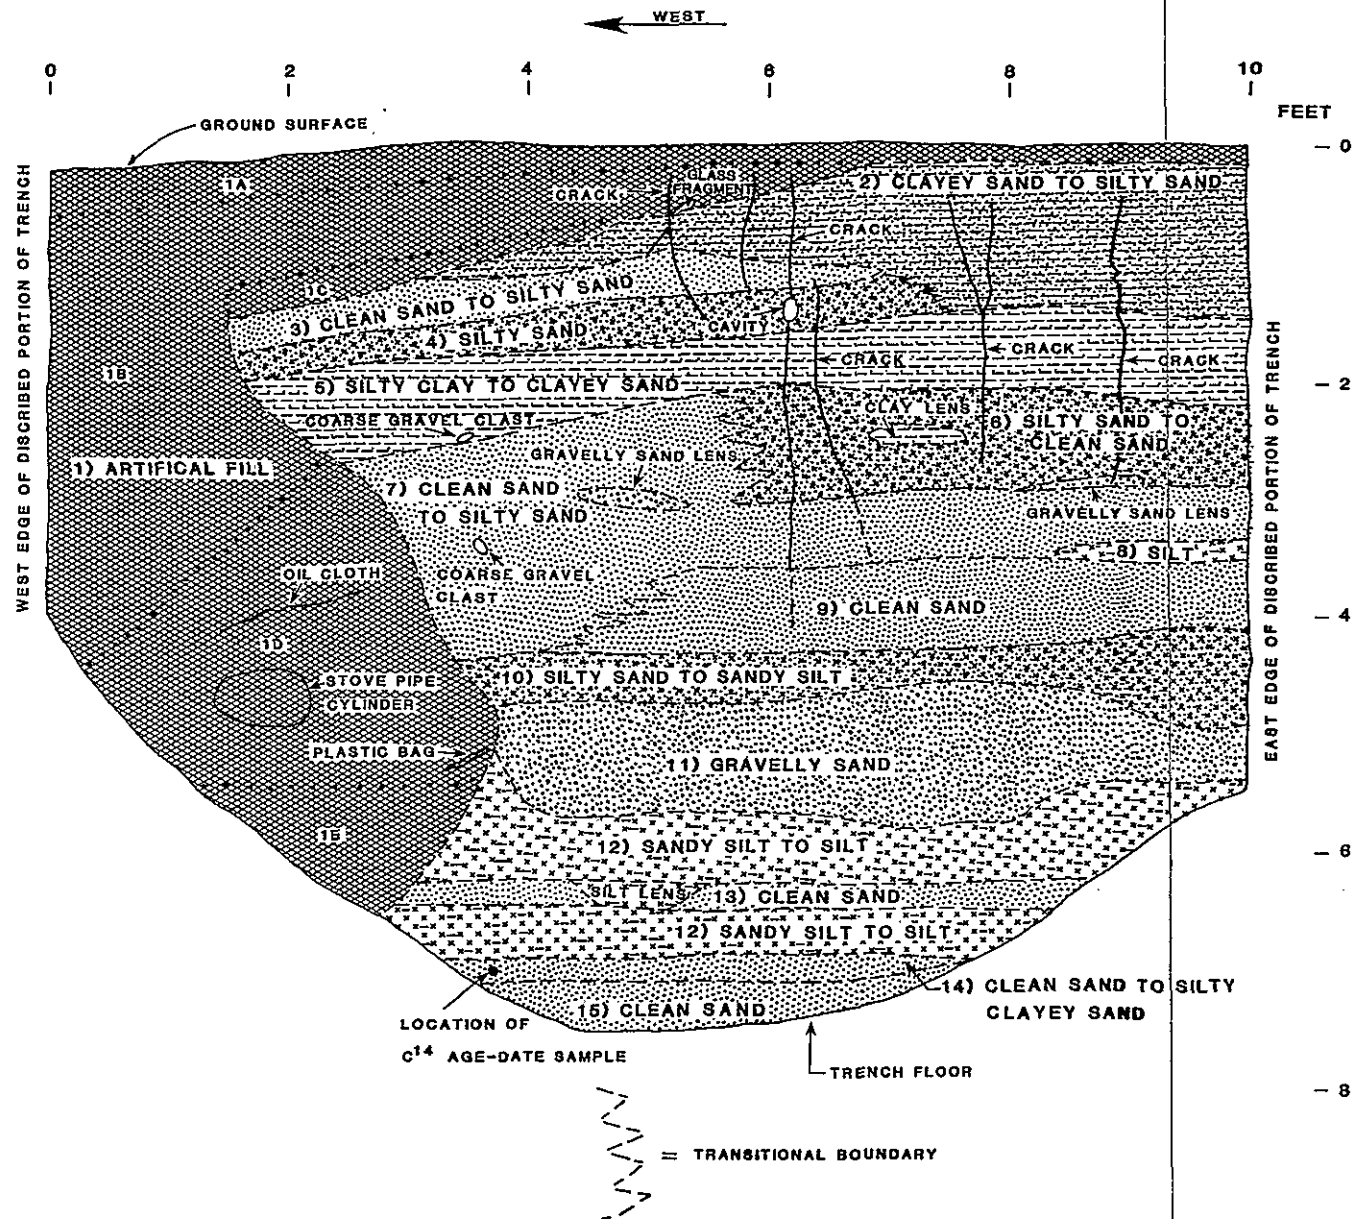 WEST
0 2 4 6 8 10
FEET
GROUND SURFACE
0
1A
CRACK
GLASS
FRAGMENT
2) CLAYEY SAND TO SILTY SAND
CRACK
1C
3) CLEAN SAND TO SILTY SAND
4) SILTY SAND
CAVITY
CRACK
CRACK
CRACK
1B
5) SILTY CLAY TO CLAYEY SAND
2
COARSE GRAVEL CLAST
CLAY LENS
6) SILTY SAND TO
CLEAN SAND
1) ARTIFICAL FILL
GRAVELLY SAND LENS
7) CLEAN SAND
TO SILTY SAND
GRAVELLY SAND LENS
8) SILT
OIL CLOTH
COARSE GRAVEL
CLAST
9) CLEAN SAND
4
1D
STOVE PIPE
CYLINDER
10) SILTY SAND TO SANDY SILT
PLASTIC BAG
11) GRAVELLY SAND
1E
12) SANDY SILT TO SILT
6
SILT LENS
13) CLEAN SAND
12) SANDY SILT TO SILT
14) CLEAN SAND TO SILTY
CLAYEY SAND
15) CLEAN SAND
LOCATION OF
C14 AGE-DATE SAMPLE
TRENCH FLOOR
8
= TRANSITIONAL BOUNDARY
WEST EDGE OF DISCRIBED PORTION OF TRENCH
EAST EDGE OF DISCRIBED PORTION OF TRENCH